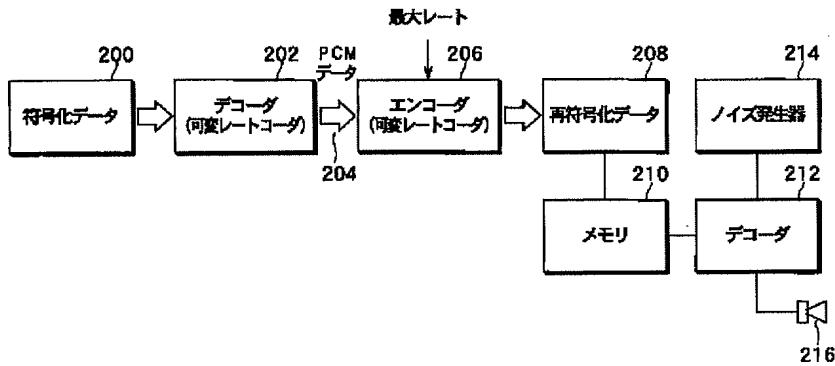 最大レート
200
202
PCM
データ
206
208
214
符号化データ
デコーダ
(可変レートコーダ)
エンコーダ
(可変レートコーダ)
再符号化データ
ノイズ発生器
204
210
212
メモリ
デコーダ
216